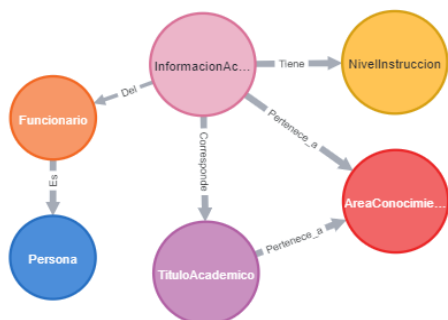 InformacionAc...
Tiene
NivelInstruccion
Del
Funcionario
Pertenece_a
Corresponde
Es
AreaConocimie...
Pertenece_a
Persona
TituloAcademico